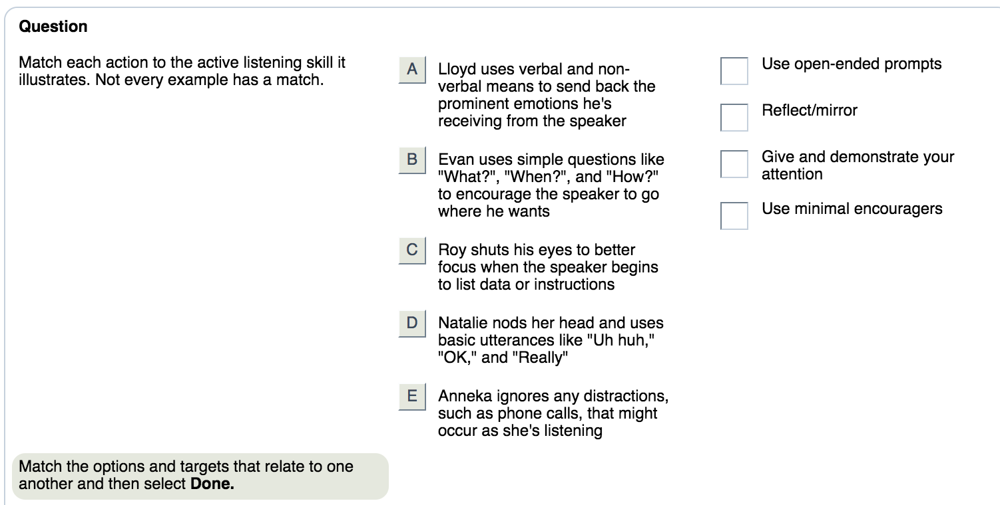 Question
Match each action to the active listening skill it
illustrates. Not every example has a match.
A
Lloyd uses verbal and non-
verbal means to send back the
prominent emotions he's
receiving from the speaker
B
Evan uses simple questions like
"What?", "When?", and "How?"
to encourage the speaker to go
where he wants
C
Roy shuts his eyes to better
focus when the speaker begins
to list data or instructions
D
Natalie nods her head and uses
basic utterances like "Uh huh,"
"OK," and "Really"
E
Anneka ignores any distractions,
such as phone calls, that might
occur as she's listening
Use open-ended prompts
Reflect/mirror
Give and demonstrate your
attention
Use minimal encouragers
Match the options and targets that relate to one
another and then select Done.